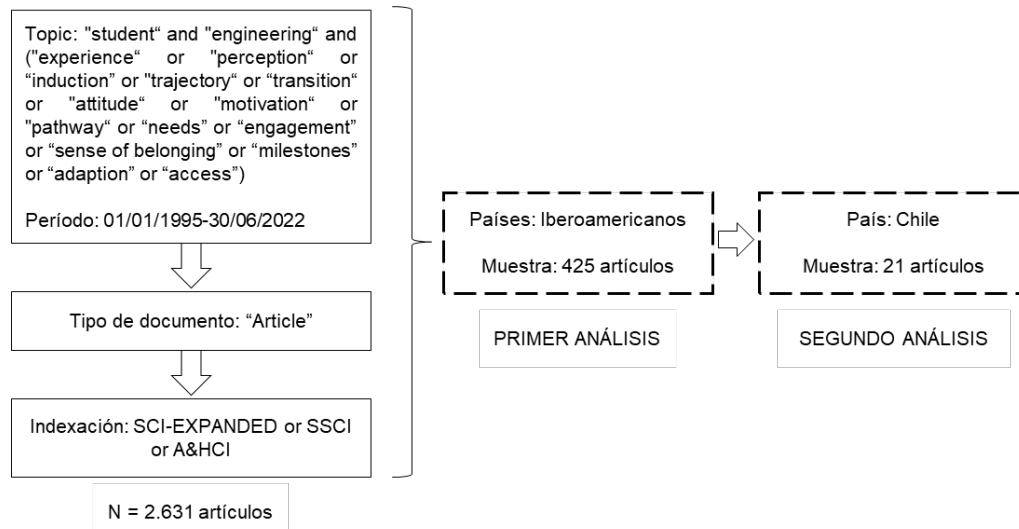 Topic: "student“ and "engineering“ and
("experience“ or "perception“ or
“induction” or "trajectory“ or “transition“
or "attitude“ or "motivation“ or
"pathway“ or “needs” or “engagement”
or “sense of belonging” or “milestones”
or “adaption” or “access”)
Período: 01/01/1995-30/06/2022
Tipo de documento: “Article”
Indexación: SCI-EXPANDED or SSCI
or A&HCI
N = 2.631 artículos
Países: Iberoamericanos
Muestra: 425 artículos
PRIMER ANÁLISIS
País: Chile
Muestra: 21 artículos
SEGUNDO ANÁLISIS